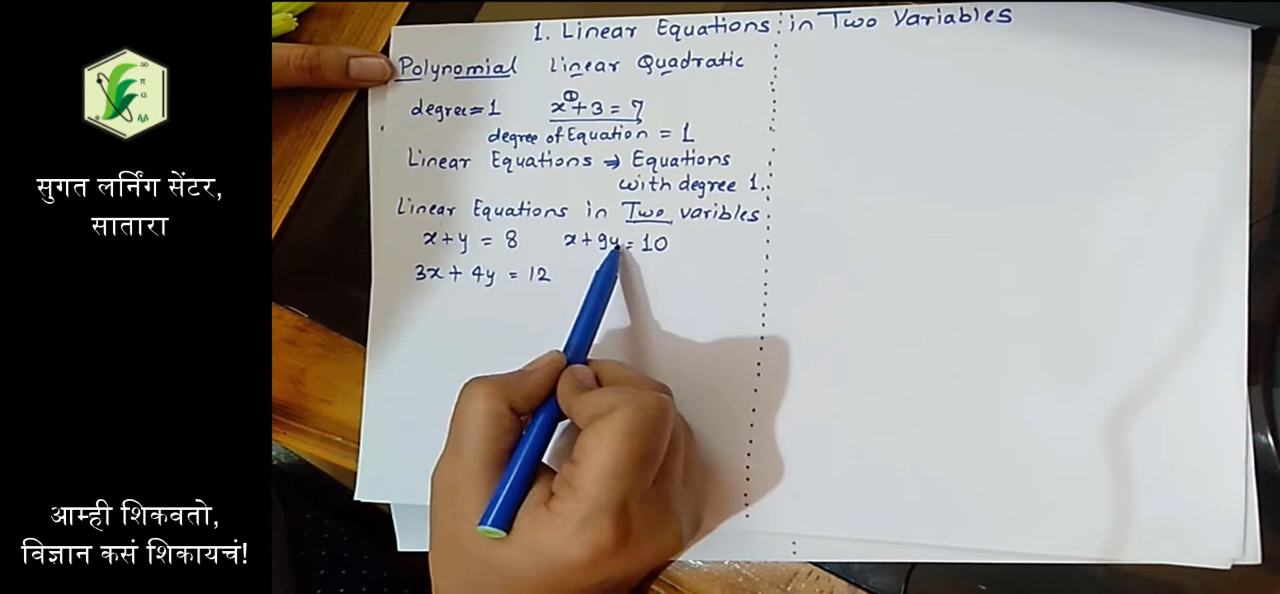 सुगत लर्निंग सेंटर,
सातारा
आम्ही शिकवतो,
विज्ञान कसं शिकायचं!
1. Linear Equations in Two Variables
Polynomial Linear Quadratic
degree = 1 x¹ + 3 = 7
degree of Equation = 1
Linear Equations → Equations
with degree 1.
Linear Equations in Two varibles
x + y = 8 x + 9y = 10
3x + 4y = 12